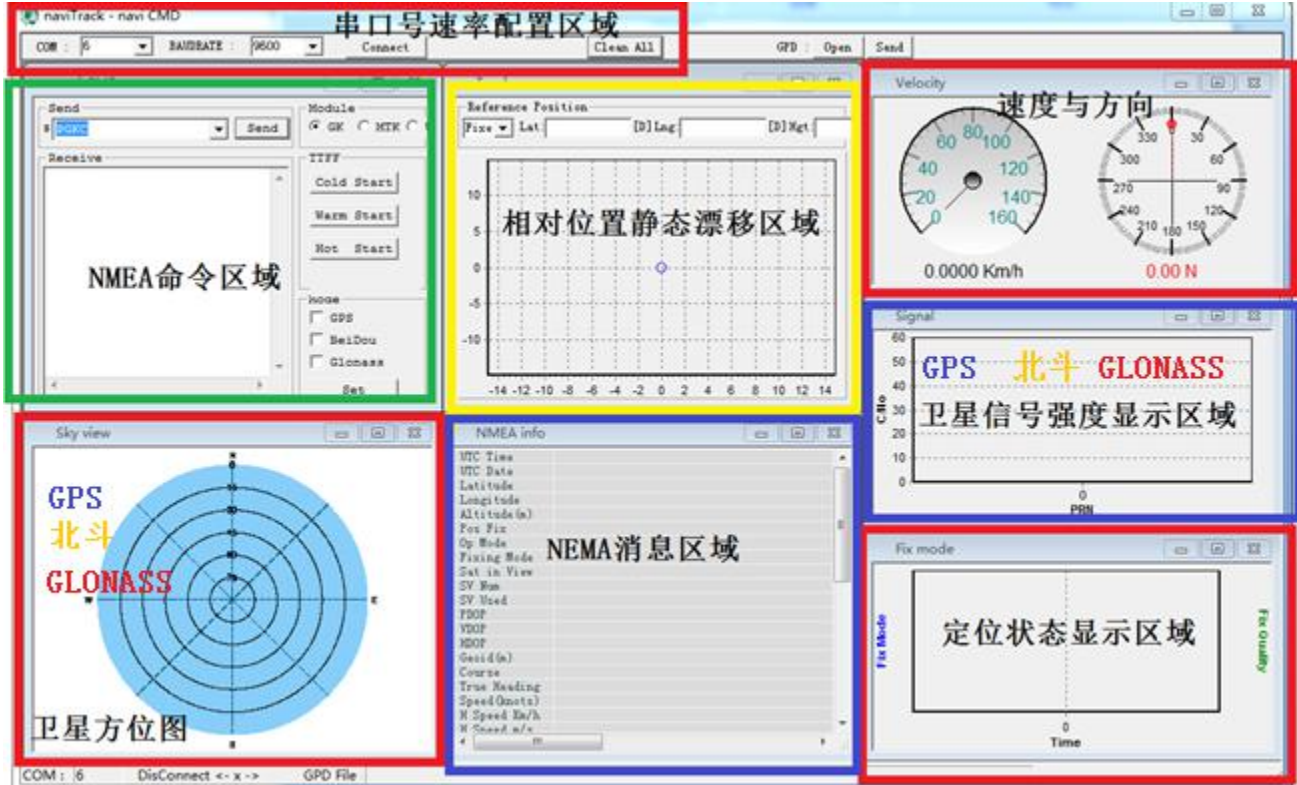 naviTrack - navi CMD
串口号速率配置区域
COM : 6 BAUDRATE : 9600 Connect Clean All GPD : Open Send
Send
$ PGKC Send
Module
GK MTK
Receive
TTFF
Cold Start
Warm Start
Hot Start
NMEA命令区域
GPS
BeiDou
Glonass
Set
Reference Position
Fixe Lat: [D]Lng: [D]Hgt:
10
5
0
-5
-10
相对位置静态漂移区域
-14 -12 -10 -8 -6 -4 -2 0 2 4 6 8 10 12 14
Velocity
速度与方向
0 20 40 60 80 100 120 140 160
0.0000 Km/h
330 30 60 90 120 150 180 210 240 270 300
0.00 N
Signal
60
50
40
30
20
10
0
C/No
GPS 北斗 GLONASS
卫星信号强度显示区域
0
PRN
Sky view
N
0
GPS
北斗
GLONASS
W
E
S
卫星方位图
NMEA info
UTC Time
UTC Date
Latitude
Longitude
Altitude(m)
Pos Fix
Op Mode
Fixing Mode
Sat in View
SV Num
SV Used
PDOP
VDOP
HDOP
Geoid(m)
Course
True Heading
Speed(knots)
H Speed Km/h
H Speed m/s
NEMA消息区域
Fix mode
Fix Mode
定位状态显示区域
Fix Quality
0
Time
COM : 6 DisConnect <- x -> GPD File